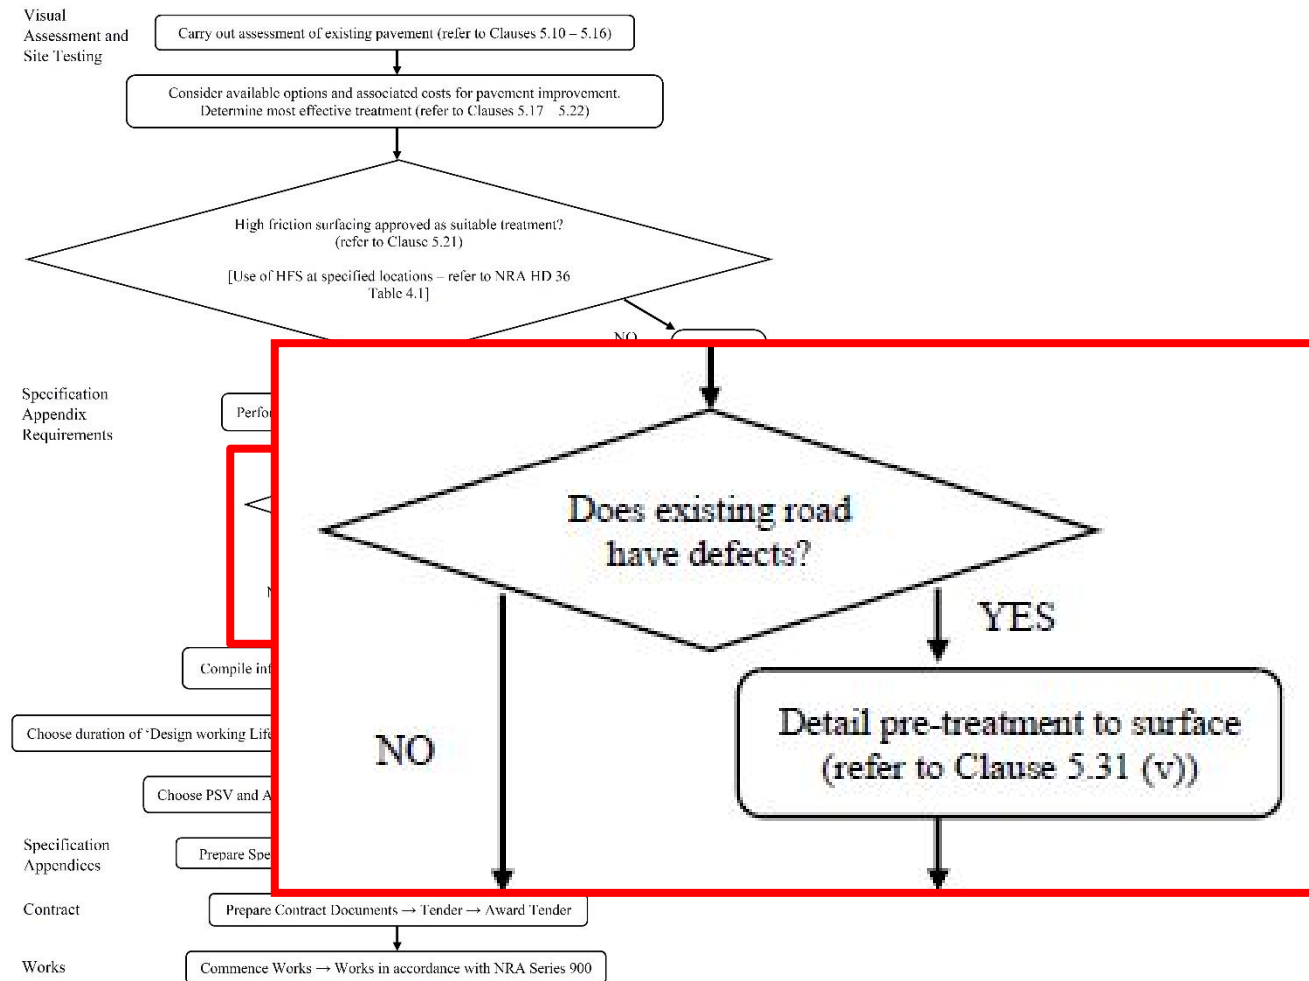 Visual
Assessment and
Site Testing
Carry out assessment of existing pavement (refer to Clauses 5.10 – 5.16)
Consider available options and associated costs for pavement improvement.
Determine most effective treatment (refer to Clauses 5.17 5.22)
High friction surfacing approved as suitable treatment?
(refer to Clause 5.21)
[Use of HFS at specified locations – refer to NRA HD 36
Table 4.1]
NO
Specification
Appendix
Requirements
Does existing road
have defects?
YES
NO
Detail pre-treatment to surface
(refer to Clause 5.31 (v))
Compile
Choose duration of ‘Design working Life
Choose PSV and
Specification
Appendices
Prepare
Contract
Prepare Contract Documents → Tender → Award Tender
Works
Commence Works → Works in accordance with NRA Series 900